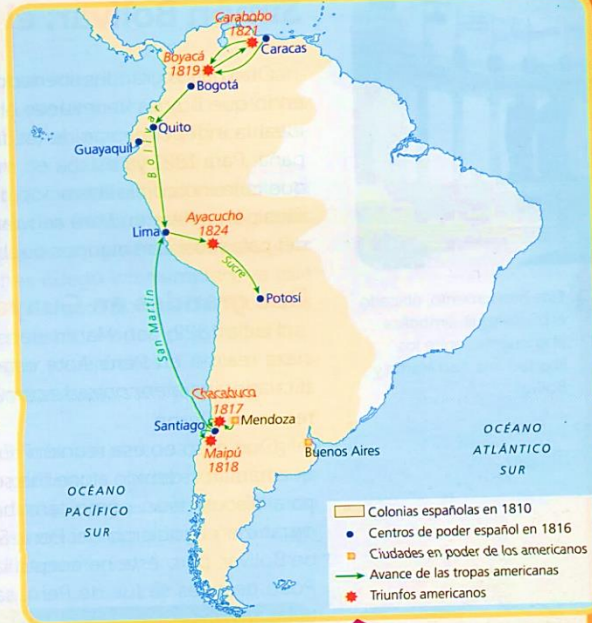 Carabobo
1821
Caracas
Boyacá
1819
Bogotá
Quito
Guayaquil
Bolívar
Lima
Ayacucho
1824
Sucre
Potosí
San Martín
Chacabuco
1817
Mendoza
Santiago
Maipú
1818
Buenos Aires
OCÉANO
PACÍFICO
SUR
OCÉANO
ATLÁNTICO
SUR
Colonias españolas en 1810
Centros de poder español en 1816
Ciudades en poder de los americanos
Avance de las tropas americanas
Triunfos americanos